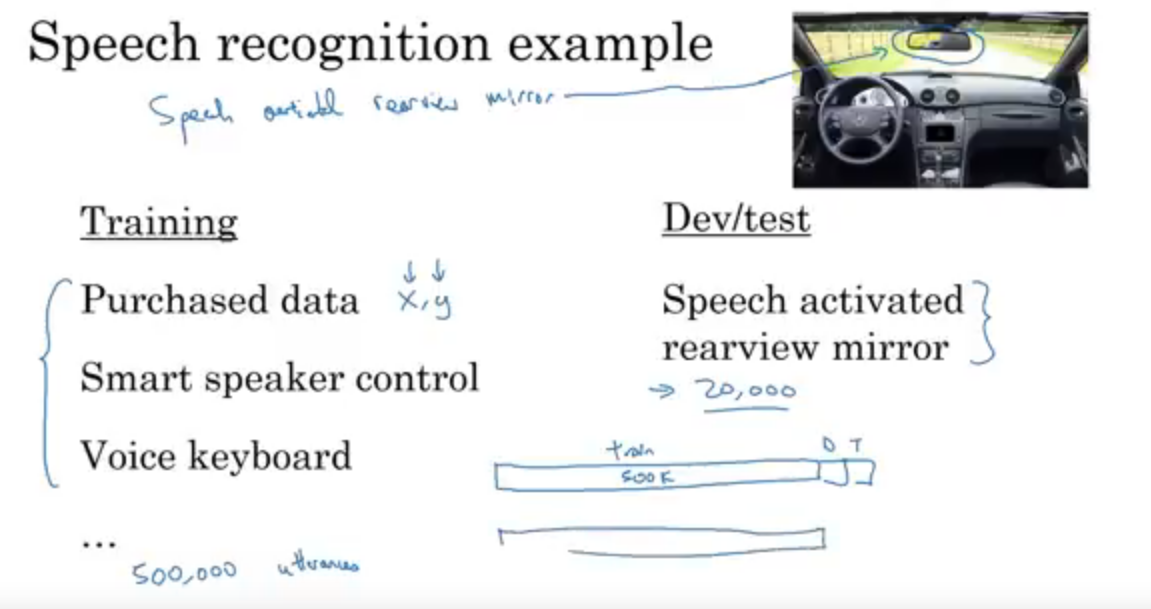 Speech recognition example
Speech rearview mirror
Training
Dev/test
Purchased data x,y
Speech activated
rearview mirror
Smart speaker control
→ 20,000
Voice keyboard
train D T
500K
...
500,000 utterances